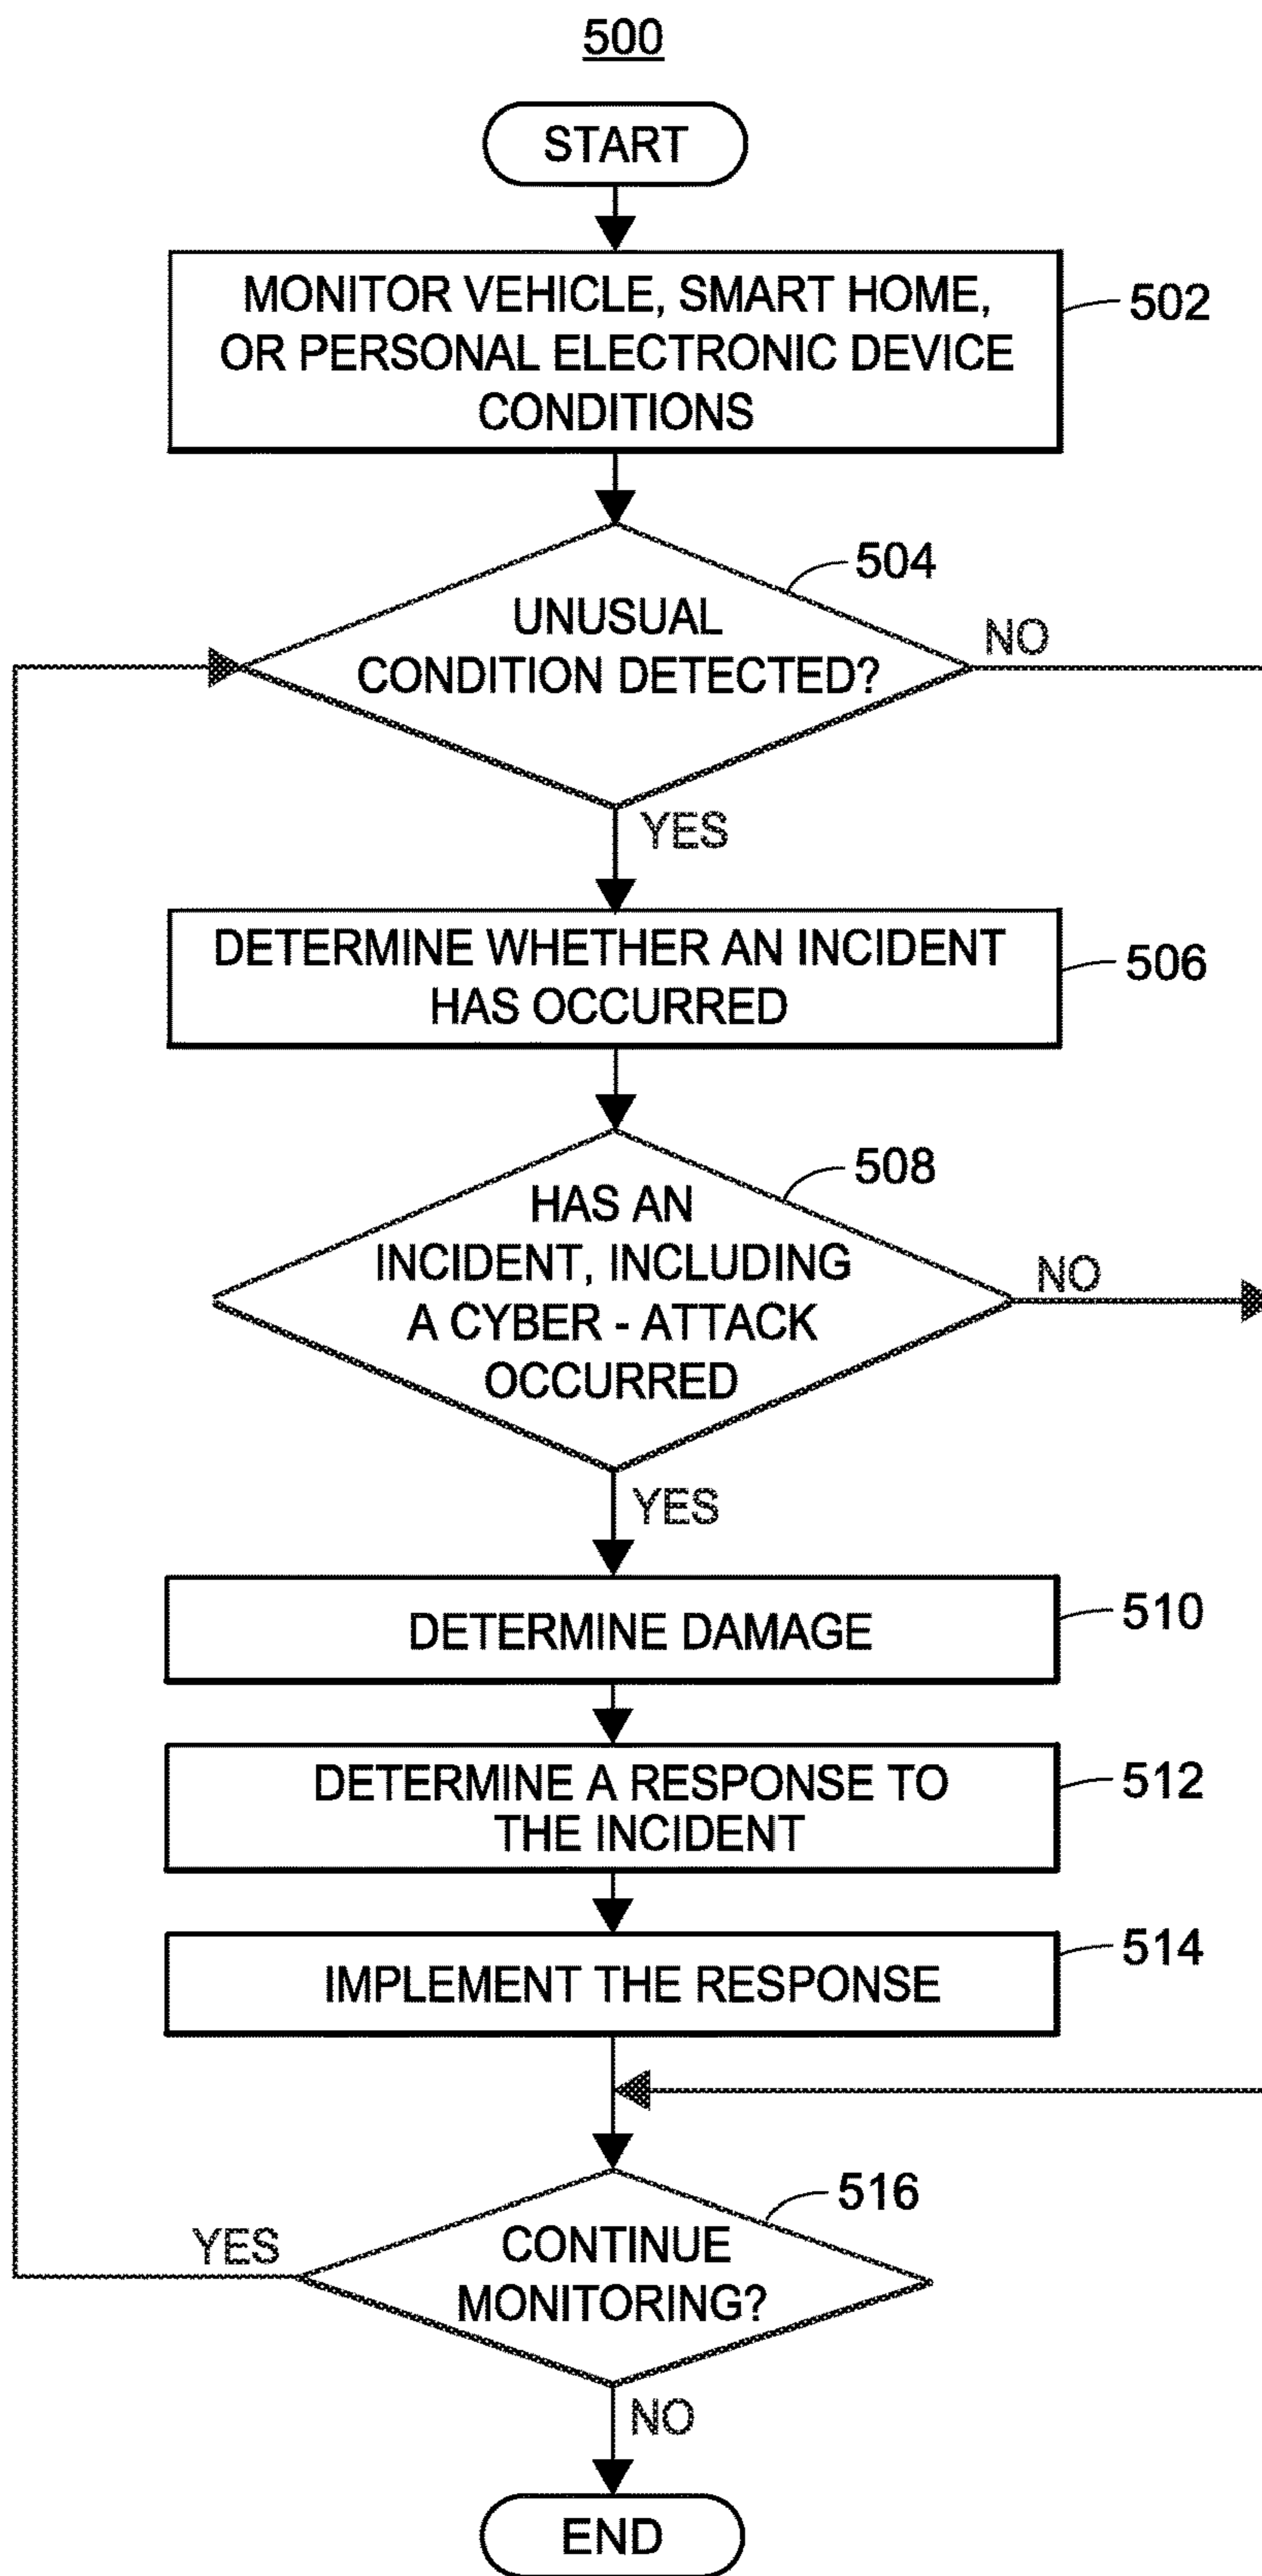 500
START
MONITOR VEHICLE, SMART HOME,
OR PERSONAL ELECTRONIC DEVICE
CONDITIONS
502
504
UNUSUAL
CONDITION DETECTED?
NO
YES
DETERMINE WHETHER AN INCIDENT
HAS OCCURRED
506
508
HAS AN
INCIDENT, INCLUDING
A CYBER - ATTACK
OCCURRED
NO
YES
DETERMINE DAMAGE
510
DETERMINE A RESPONSE TO
THE INCIDENT
512
IMPLEMENT THE RESPONSE
514
516
CONTINUE
MONITORING?
YES
NO
END